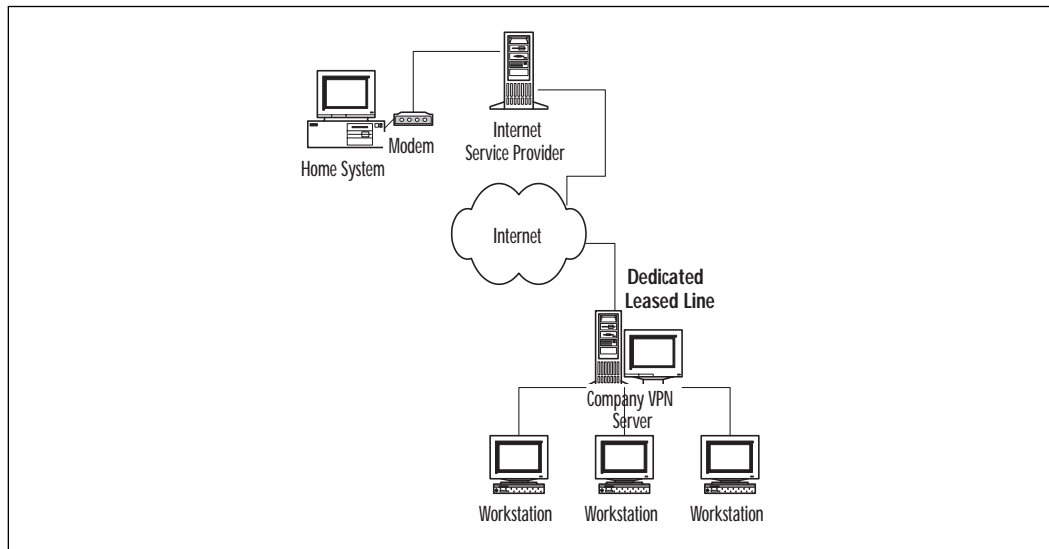 Home System
Modem
Internet
Service Provider
Internet
Dedicated
Leased Line
Company VPN
Server
Workstation
Workstation
Workstation